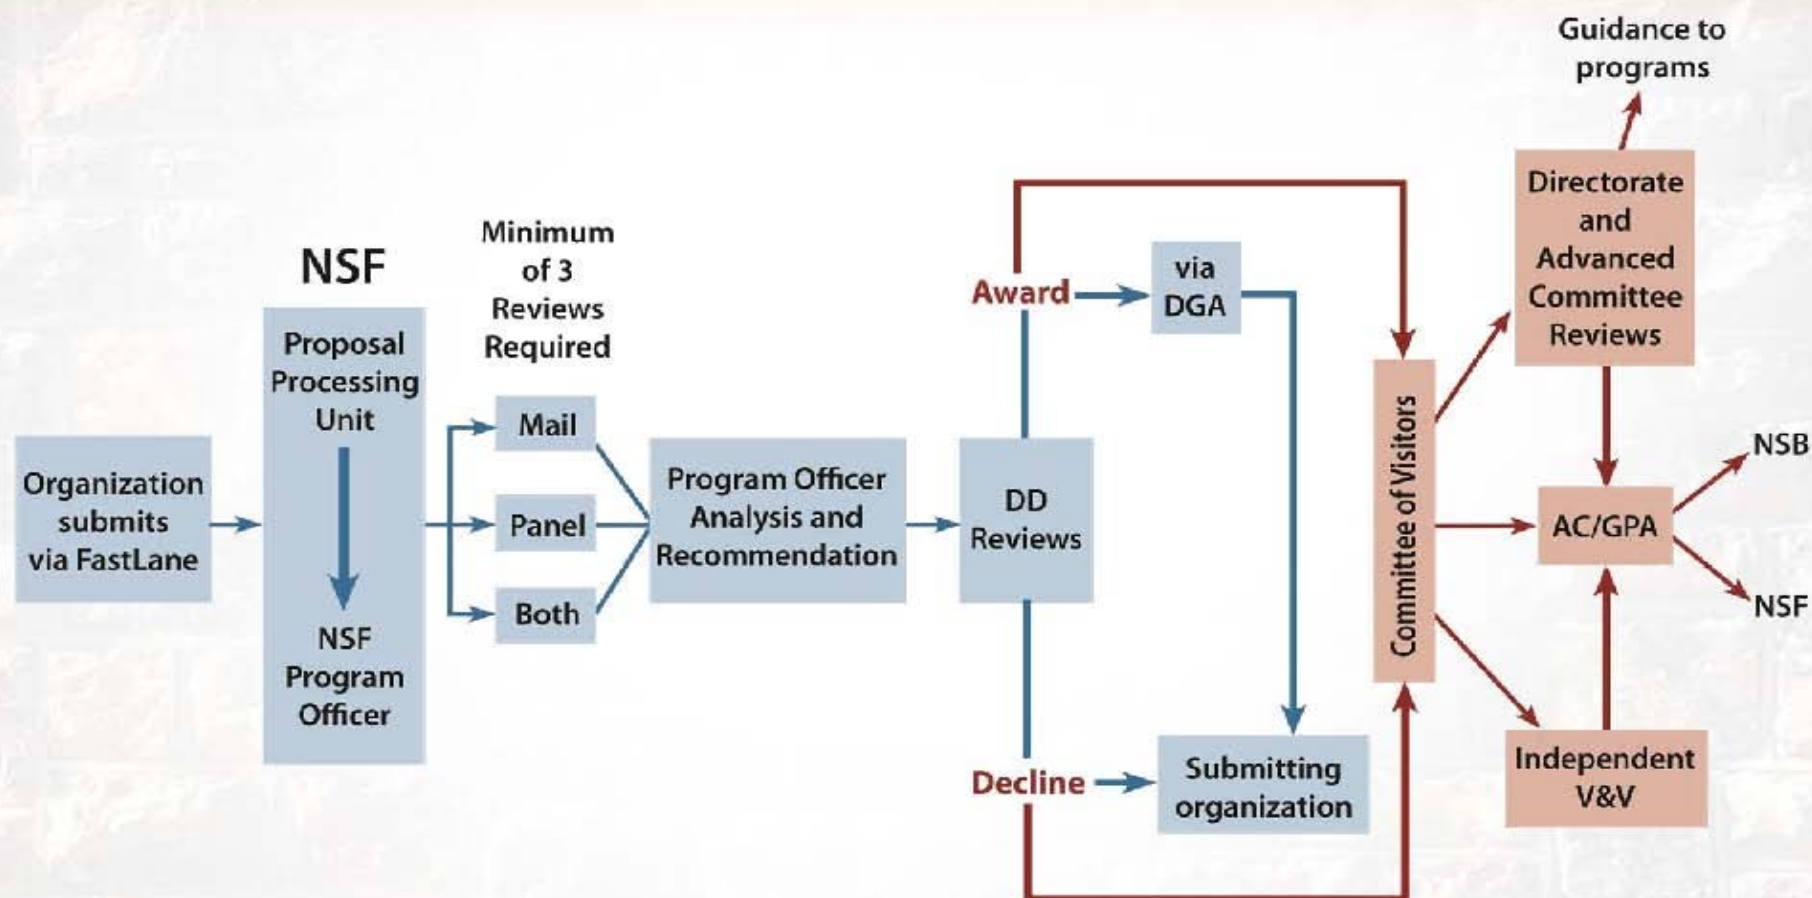 Organization
submits
via FastLane
NSF
Proposal
Processing
Unit
NSF
Program
Officer
Minimum
of 3
Reviews
Required
Mail
Panel
Both
Program Officer
Analysis and
Recommendation
DD
Reviews
Award
via
DGA
Decline
Submitting
organization
Committee of Visitors
Guidance to
programs
Directorate
and
Advanced
Committee
Reviews
AC/GPA
NSB
NSF
Independent
V&V